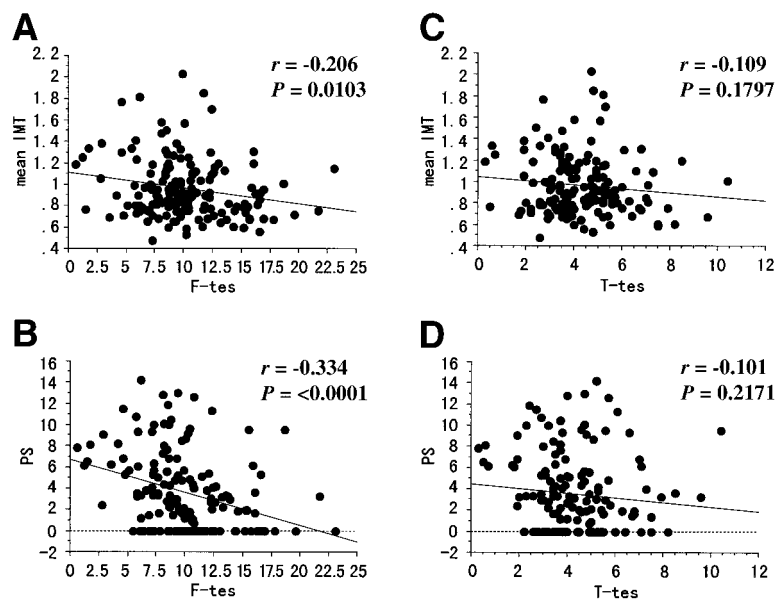 A
r = -0.206
P = 0.0103
mean IMT
2.2
2
1.8
1.6
1.4
1.2
1
.8
.6
.4
0 2.5 5 7.5 10 12.5 15 17.5 20 22.5 25
F-tes
C
r = -0.109
P = 0.1797
mean IMT
2.2
2
1.8
1.6
1.4
1.2
1
.8
.6
.4
0 2 4 6 8 10 12
T-tes
B
r = -0.334
P = <0.0001
PS
16
14
12
10
8
6
4
2
0
-2
0 2.5 5 7.5 10 12.5 15 17.5 20 22.5 25
F-tes
D
r = -0.101
P = 0.2171
PS
16
14
12
10
8
6
4
2
0
-2
0 2 4 6 8 10 12
T-tes